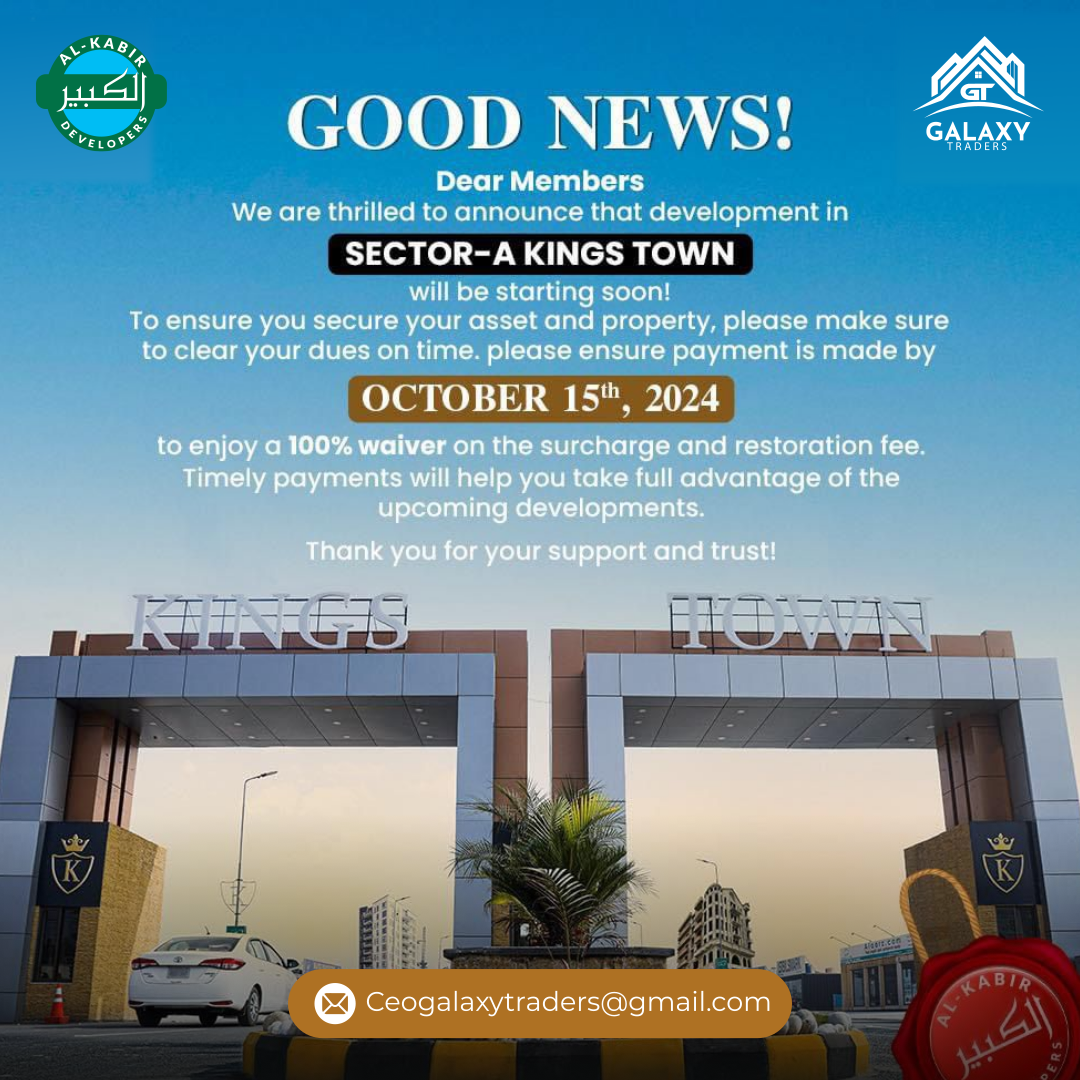 AL-KABIR
الكبير
DEVELOPERS
GT
GALAXY
TRADERS
GOOD NEWS!
Dear Members
We are thrilled to announce that development in
SECTOR-A KINGS TOWN
will be starting soon!
To ensure you secure your asset and property, please make sure
to clear your dues on time. please ensure payment is made by
OCTOBER 15th, 2024
to enjoy a 100% waiver on the surcharge and restoration fee.
Timely payments will help you take full advantage of the
upcoming developments.
Thank you for your support and trust!
KINGS TOWN
K
K
Ceogalaxytraders@gmail.com
AL-KABIR
الكبير